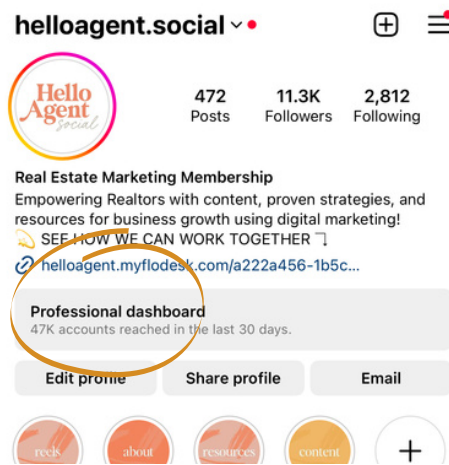 helloagent.social
Hello
Agent
social
472
Posts
11.3K
Followers
2,812
Following
Real Estate Marketing Membership
Empowering Realtors with content, proven strategies, and
resources for business growth using digital marketing!
💫 SEE HOW WE CAN WORK TOGETHER ⤵
helloagent.myflodesk.com/a222a456-1b5c...
Professional dashboard
47K accounts reached in the last 30 days.
Edit profile
Share profile
Email
reels
about
resources
content